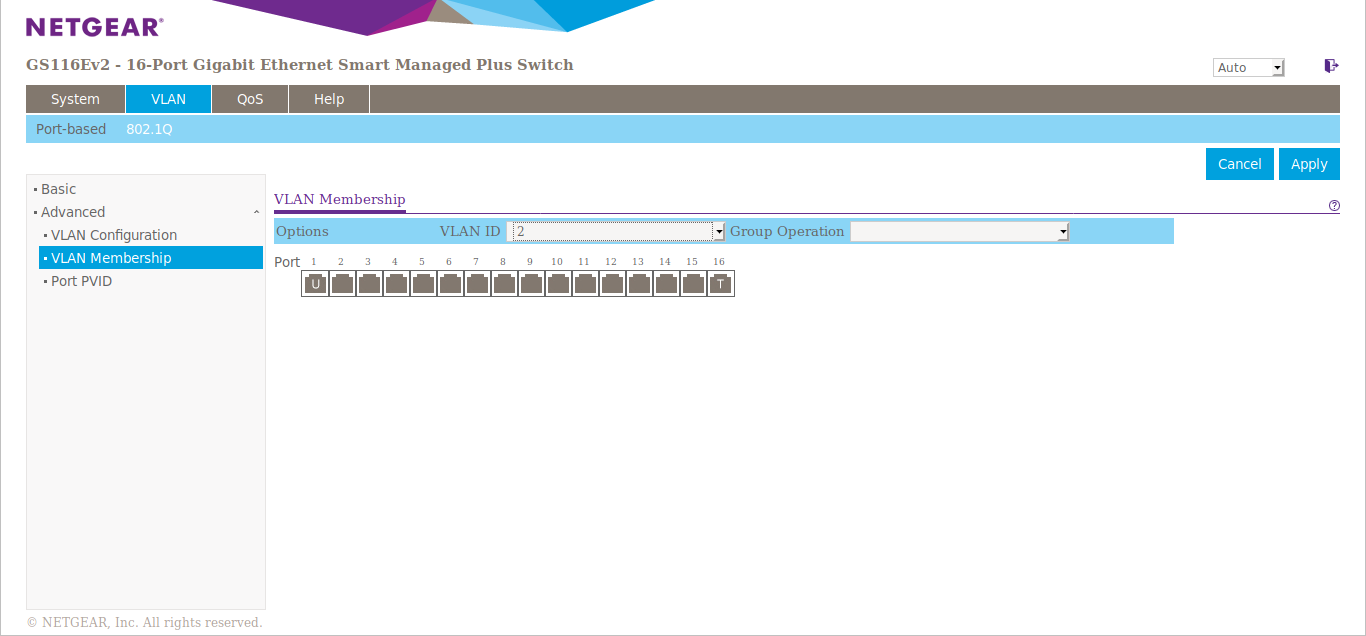 NETGEAR®
GS116Ev2 - 16-Port Gigabit Ethernet Smart Managed Plus Switch
Auto
System VLAN QoS Help
Port-based 802.1Q
Cancel Apply
Basic
Advanced
VLAN Configuration
VLAN Membership
Port PVID
VLAN Membership
?
Options VLAN ID 2 Group Operation
Port 1 2 3 4 5 6 7 8 9 10 11 12 13 14 15 16
U T
© NETGEAR, Inc. All rights reserved.